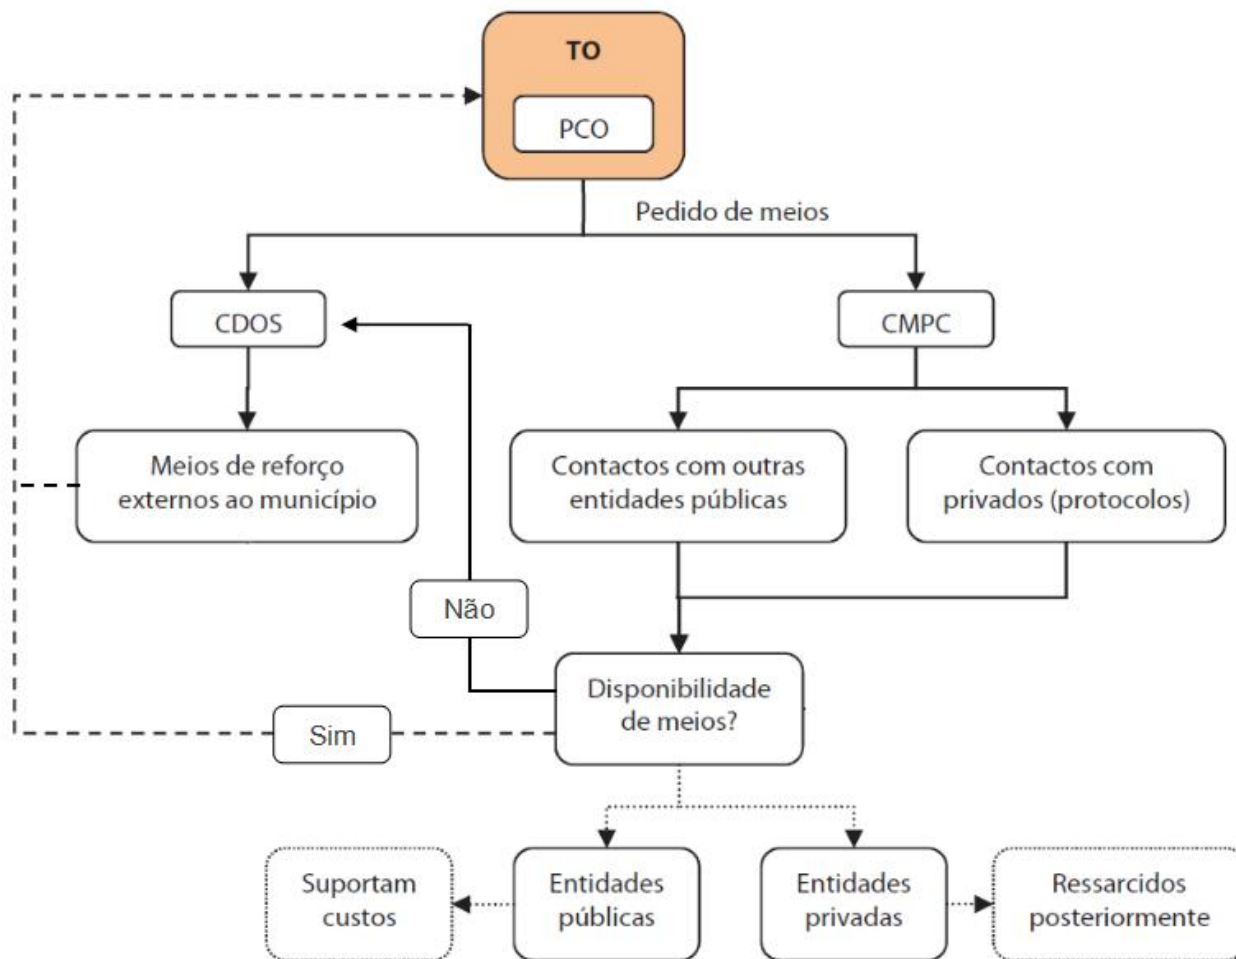 TO
PCO
Pedido de meios
CDOS
CMPC
Meios de reforço
externos ao município
Contactos com outras
entidades públicas
Contactos com
privados (protocolos)
Não
Disponibilidade
de meios?
Sim
Suportam
custos
Entidades
públicas
Entidades
privadas
Ressarcidos
posteriormente